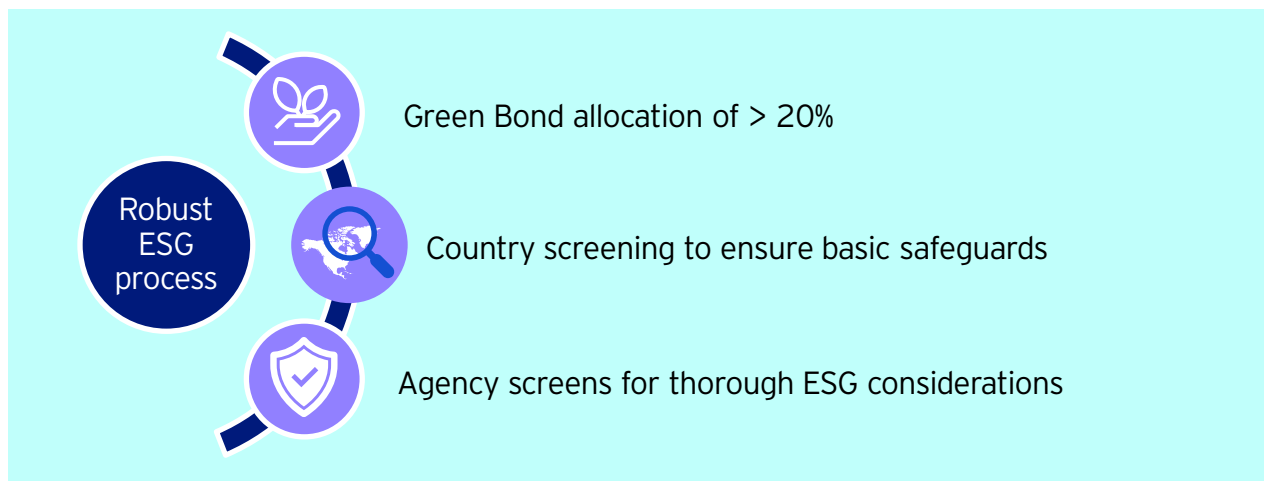 Green Bond allocation of > 20%
Robust
ESG
process
Country screening to ensure basic safeguards
Agency screens for thorough ESG considerations